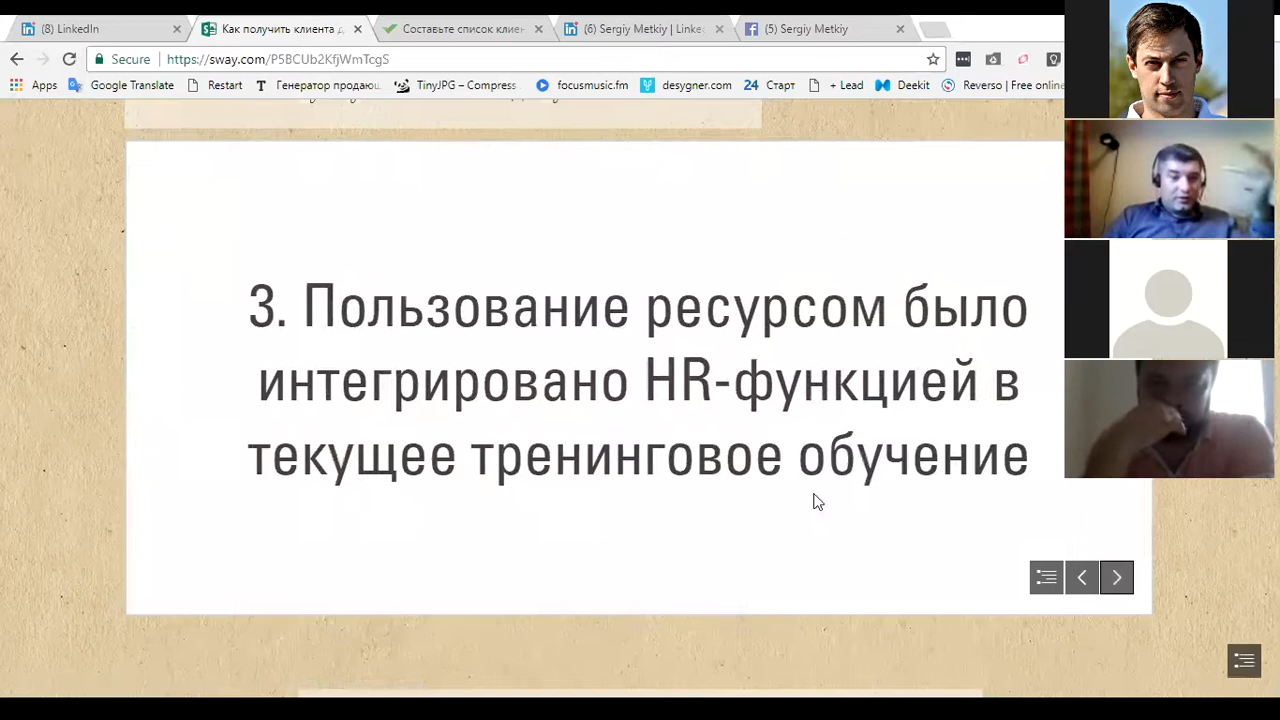 (8) LinkedIn
Как получить клиента д
Составьте список клиен
(6) Sergiy Metkiy | Linke
(5) Sergiy Metkiy
Secure
https://sway.com/P5BCUb2KfjWmTcgS
Apps
Google Translate
Restart
Генератор продающ
TinyJPG – Compress
focusmusic.fm
desygner.com
24 Старт
+ Lead
Deekit
Reverso | Free online
3. Пользование ресурсом было
интегрировано HR-функцией в
текущее тренинговое обучение